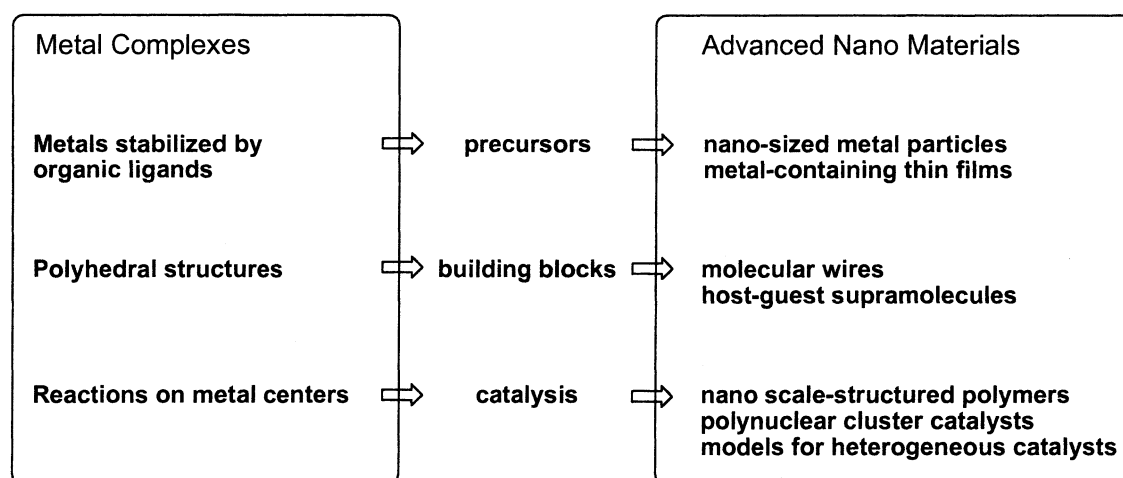 Metal Complexes
Advanced Nano Materials
Metals stabilized by
organic ligands
precursors
nano-sized metal particles
metal-containing thin films
Polyhedral structures
building blocks
molecular wires
host-guest supramolecules
Reactions on metal centers
catalysis
nano scale-structured polymers
polynuclear cluster catalysts
models for heterogeneous catalysts